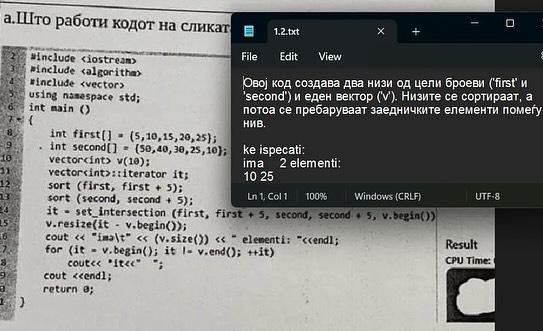 а.Што работи кодот на сликат
2 #include <iostream>
3 #include <algorithm>
4 #include <vector>
5 using namespace std;
6 int main ()
7 {
8 int first[] = {5,10,15,20,25};
9 int second[] = {50,40,30,25,10};
10 vector<int> v(10);
11 vector<int>::iterator it;
12 sort (first, first + 5);
13 sort (second, second + 5);
14 it = set_intersection (first, first + 5, second, second + 5, v.begin())
15 v.resize(it - v.begin());
cout << "ima\t" << (v.size()) << " elementi: "<<endl;
for (it = v.begin(); it != v.end(); ++it)
cout<< *it<<" ";
cout <<endl;
return 0;
}
1.2.txt
File Edit View
Овој код создава два низи од цели броеви ('first' и
'second') и еден вектор ('v'). Низите се сортираат, а
потоа се пребаруваат заедничките елементи помеѓу
нив.
ke ispecati:
ima 2 elementi:
10 25
Ln 1, Col 1 100% Windows (CRLF) UTF-8
Result
CPU Time: